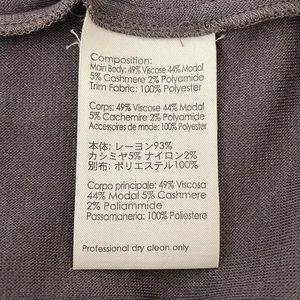 Composition:
Main Body: 49% Viscose 44% Modal
5% Cashmere 2% Polyamide
Trim Fabric: 100% Polyester
Corps: 49% Viscose 44% Modal
5% Cachemire 2% Polyamide
Accessoires de mode: 100% Polyester
本体: レーヨン93%
カシミヤ5% ナイロン2%
別布: ポリエステル100%
Corpo principale: 49% Viscosa
44% Modal 5% Cashmere
2% Poliammide
Passamaneria: 100% Poliestere
Professional dry clean only